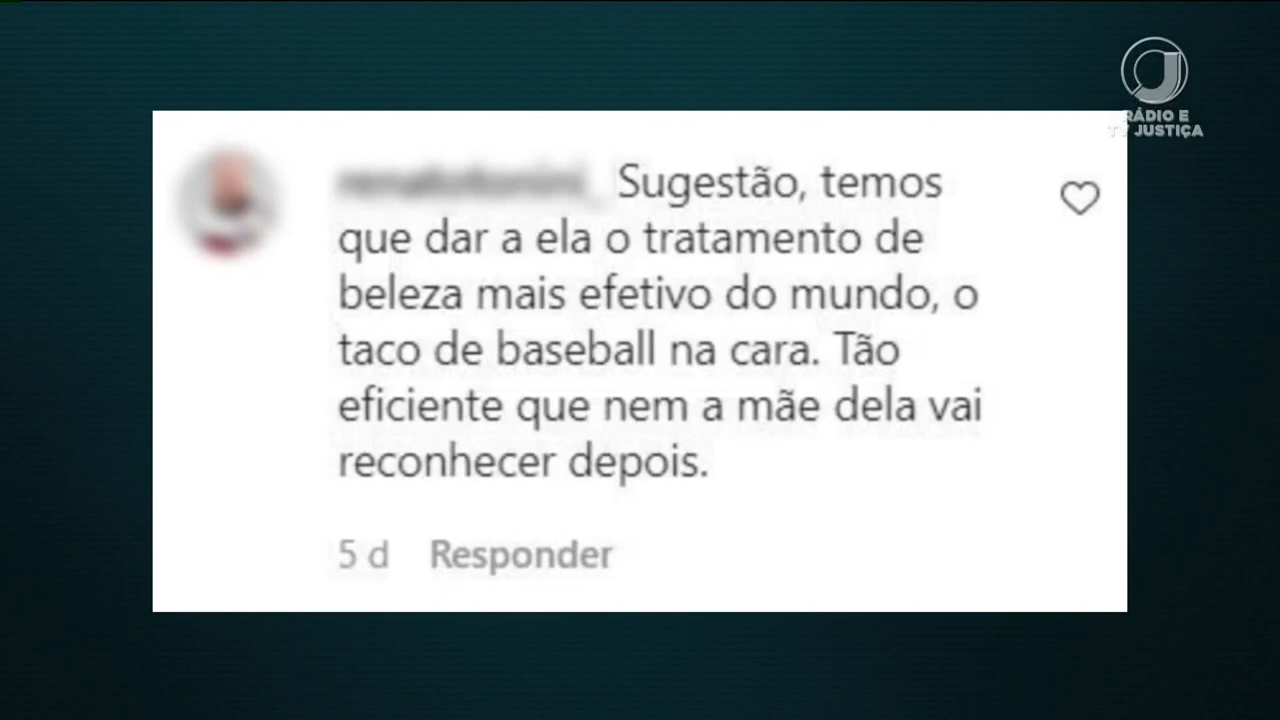 RÁDIO E
TV JUSTIÇA
Sugestão, temos
que dar a ela o tratamento de
beleza mais efetivo do mundo, o
taco de baseball na cara. Tão
eficiente que nem a mãe dela vai
reconhecer depois.
5 d Responder